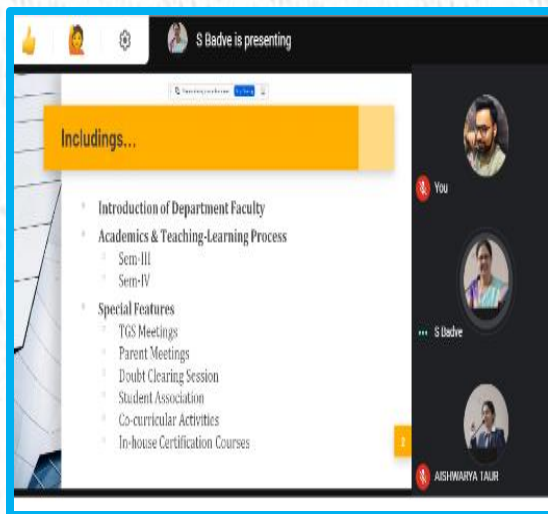 S Badve is presenting
Includings...
Introduction of Department Faculty
Academics & Teaching-Learning Process
Sem-III
Sem-IV
Special Features
TGS Meetings
Parent Meetings
Doubt Clearing Session
Student Association
Co-curricular Activities
In-house Certification Courses
You
S Badve
AISHWARYA TAUR